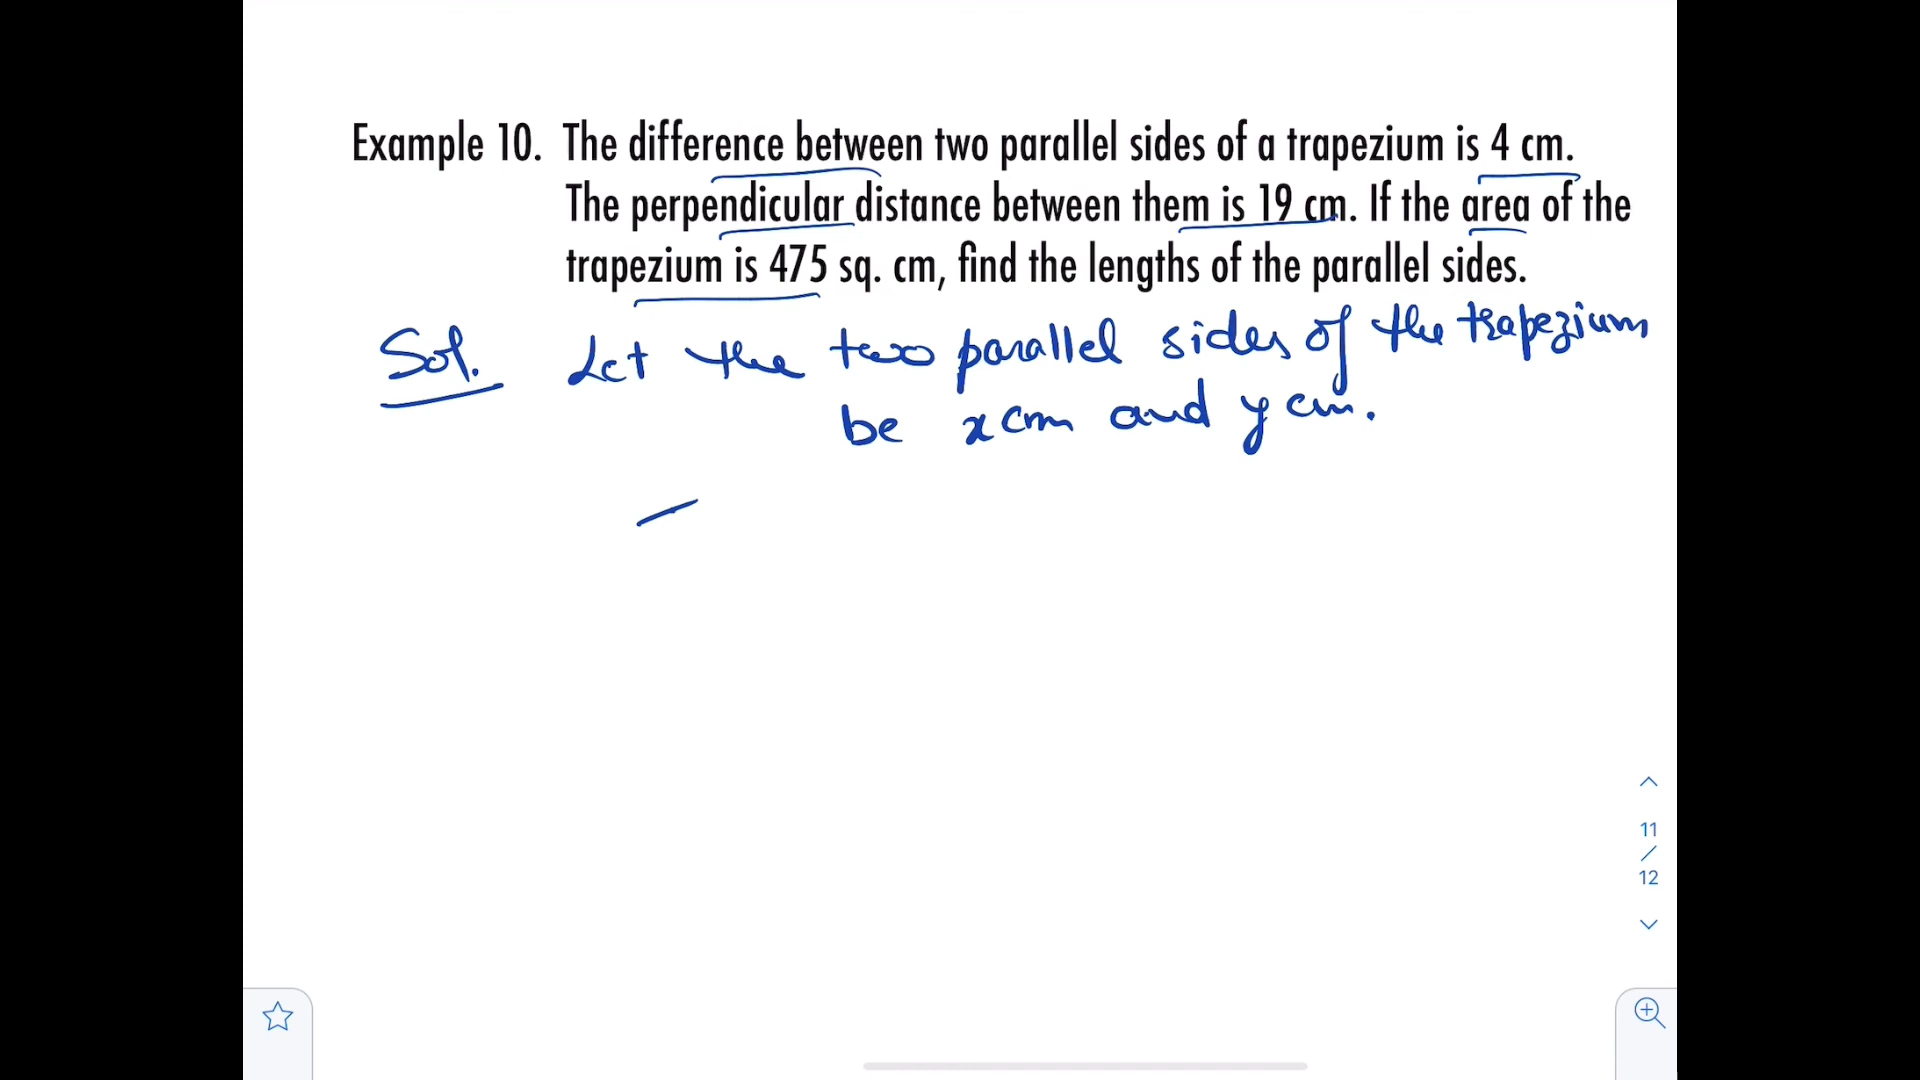 Example 10. The difference between two parallel sides of a trapezium is 4 cm.
The perpendicular distance between them is 19 cm. If the area of the
trapezium is 475 sq. cm, find the lengths of the parallel sides.
Sol. Let the two parallel sides of the trapezium
be x cm and y cm.
11
/
12